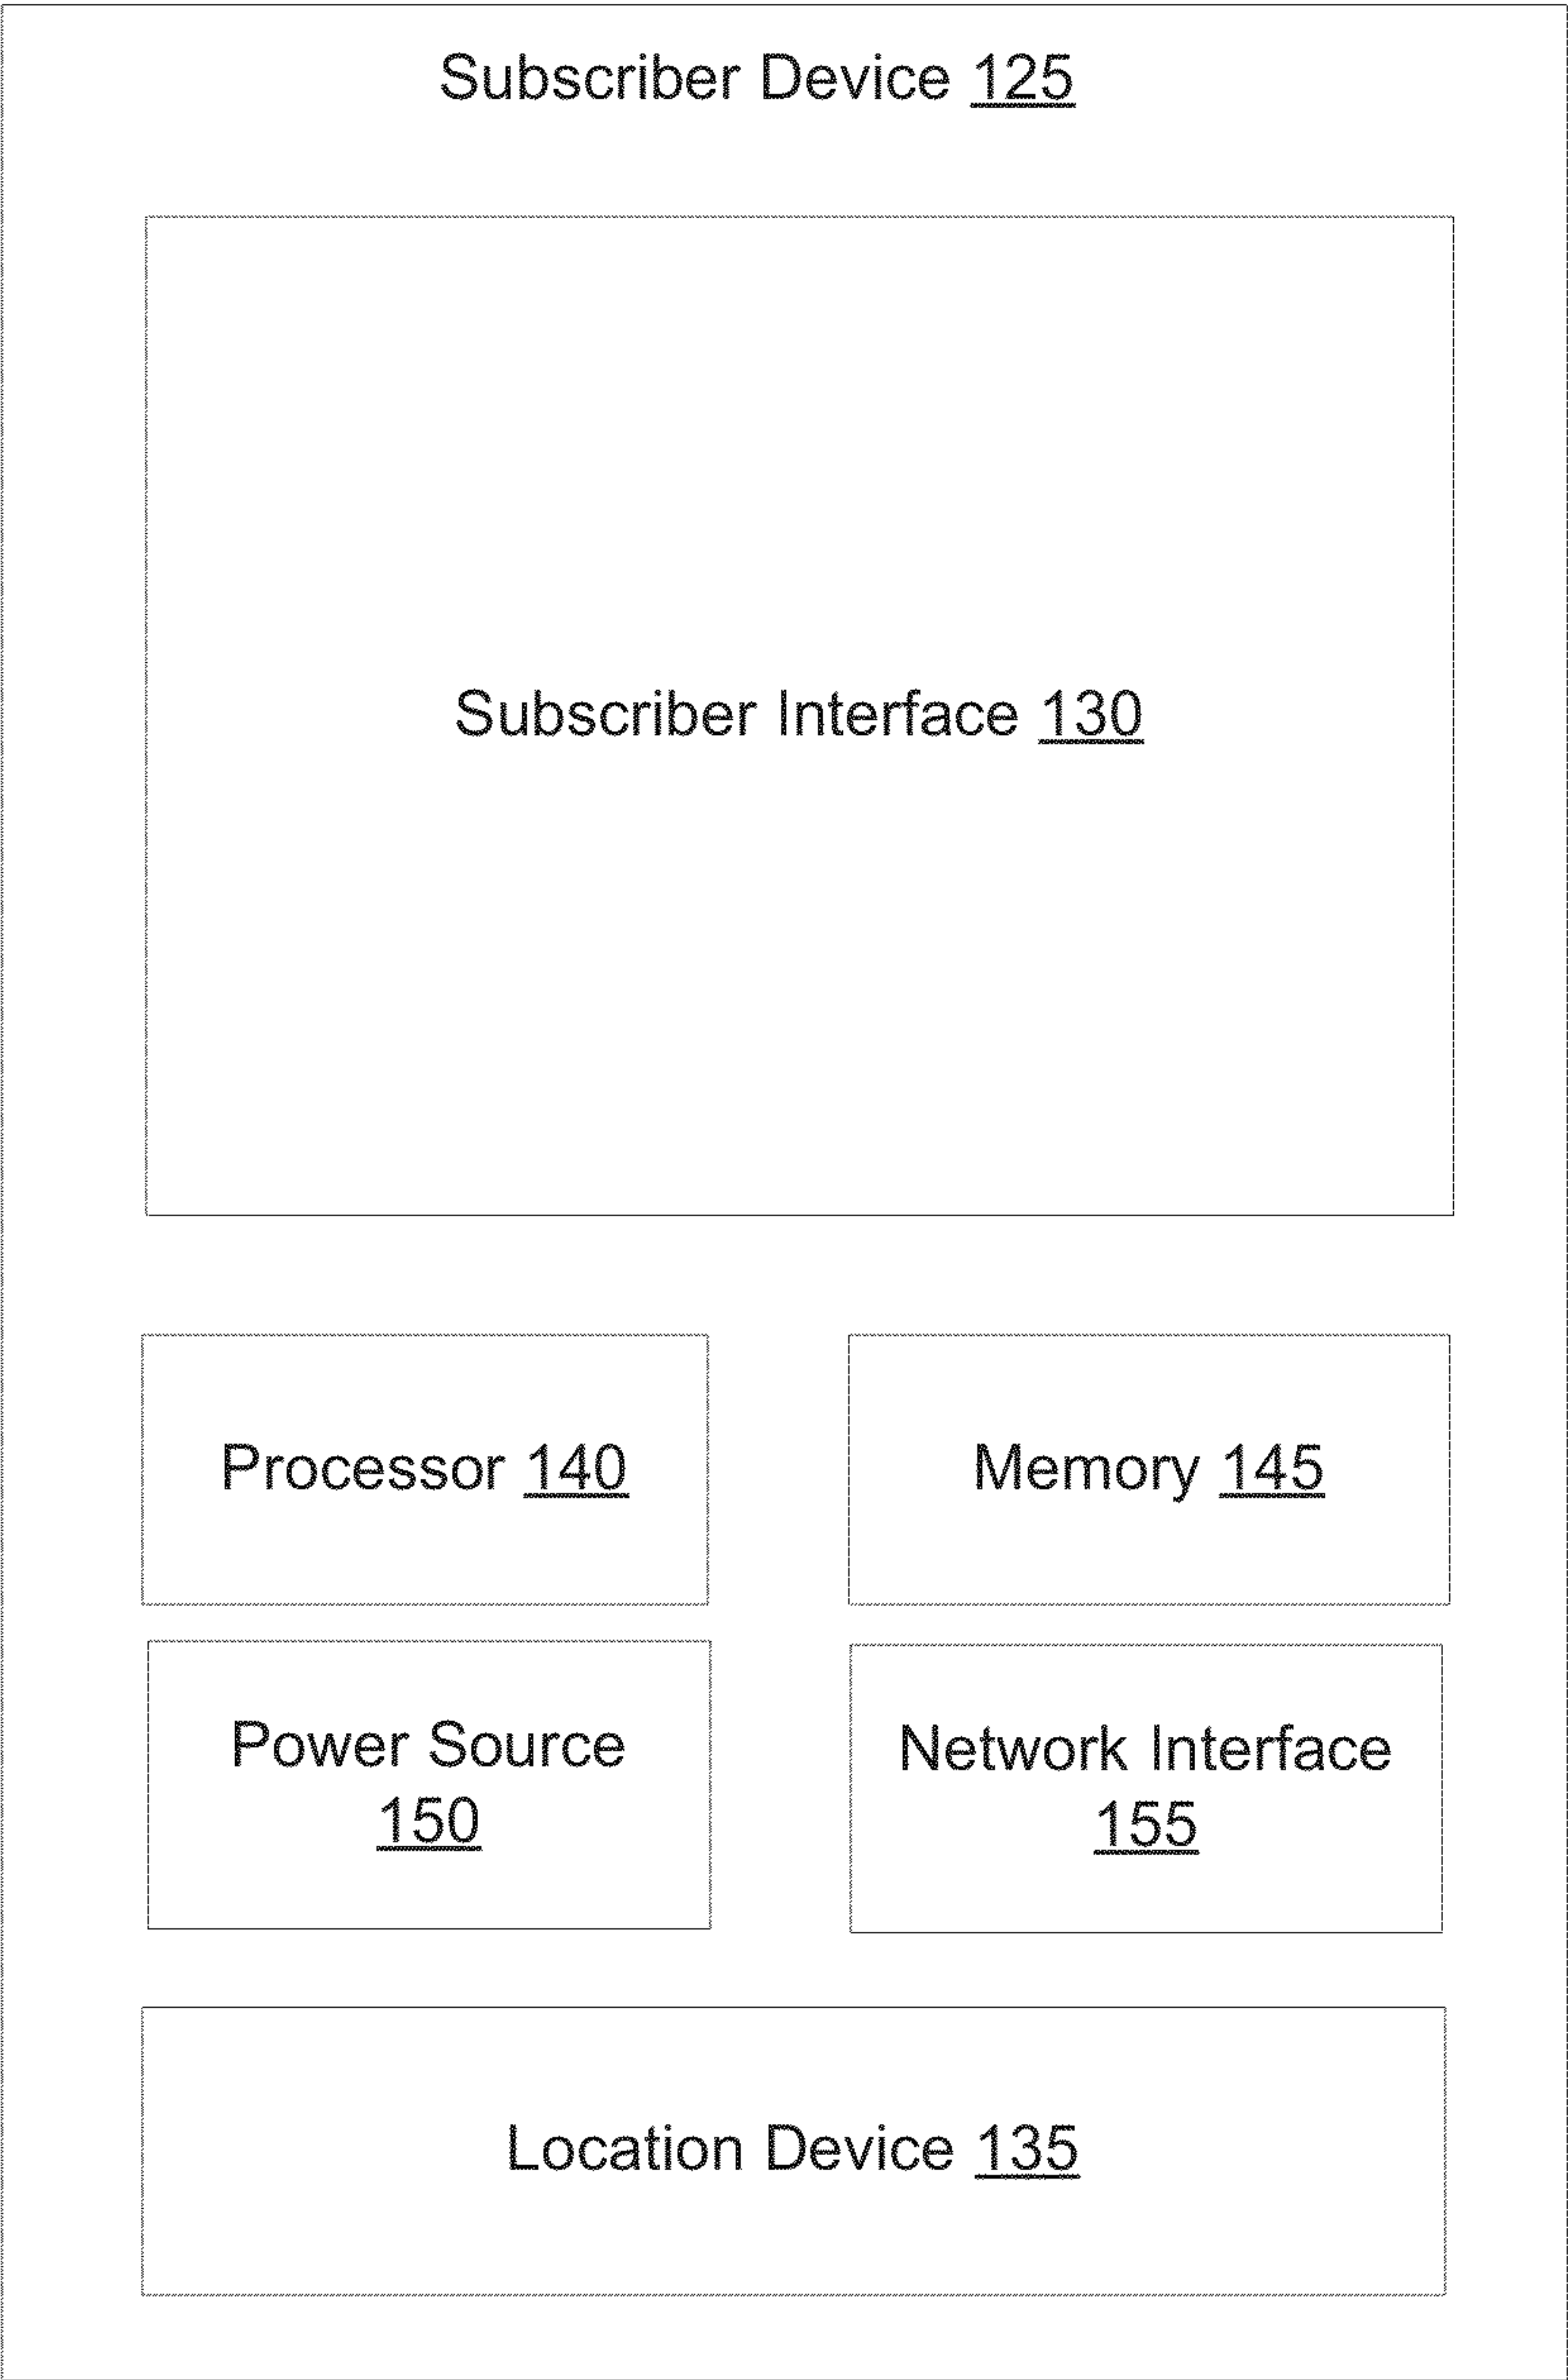 Subscriber Device 125
Subscriber Interface 130
Processor 140
Memory 145
Power Source
150
Network Interface
155
Location Device 135